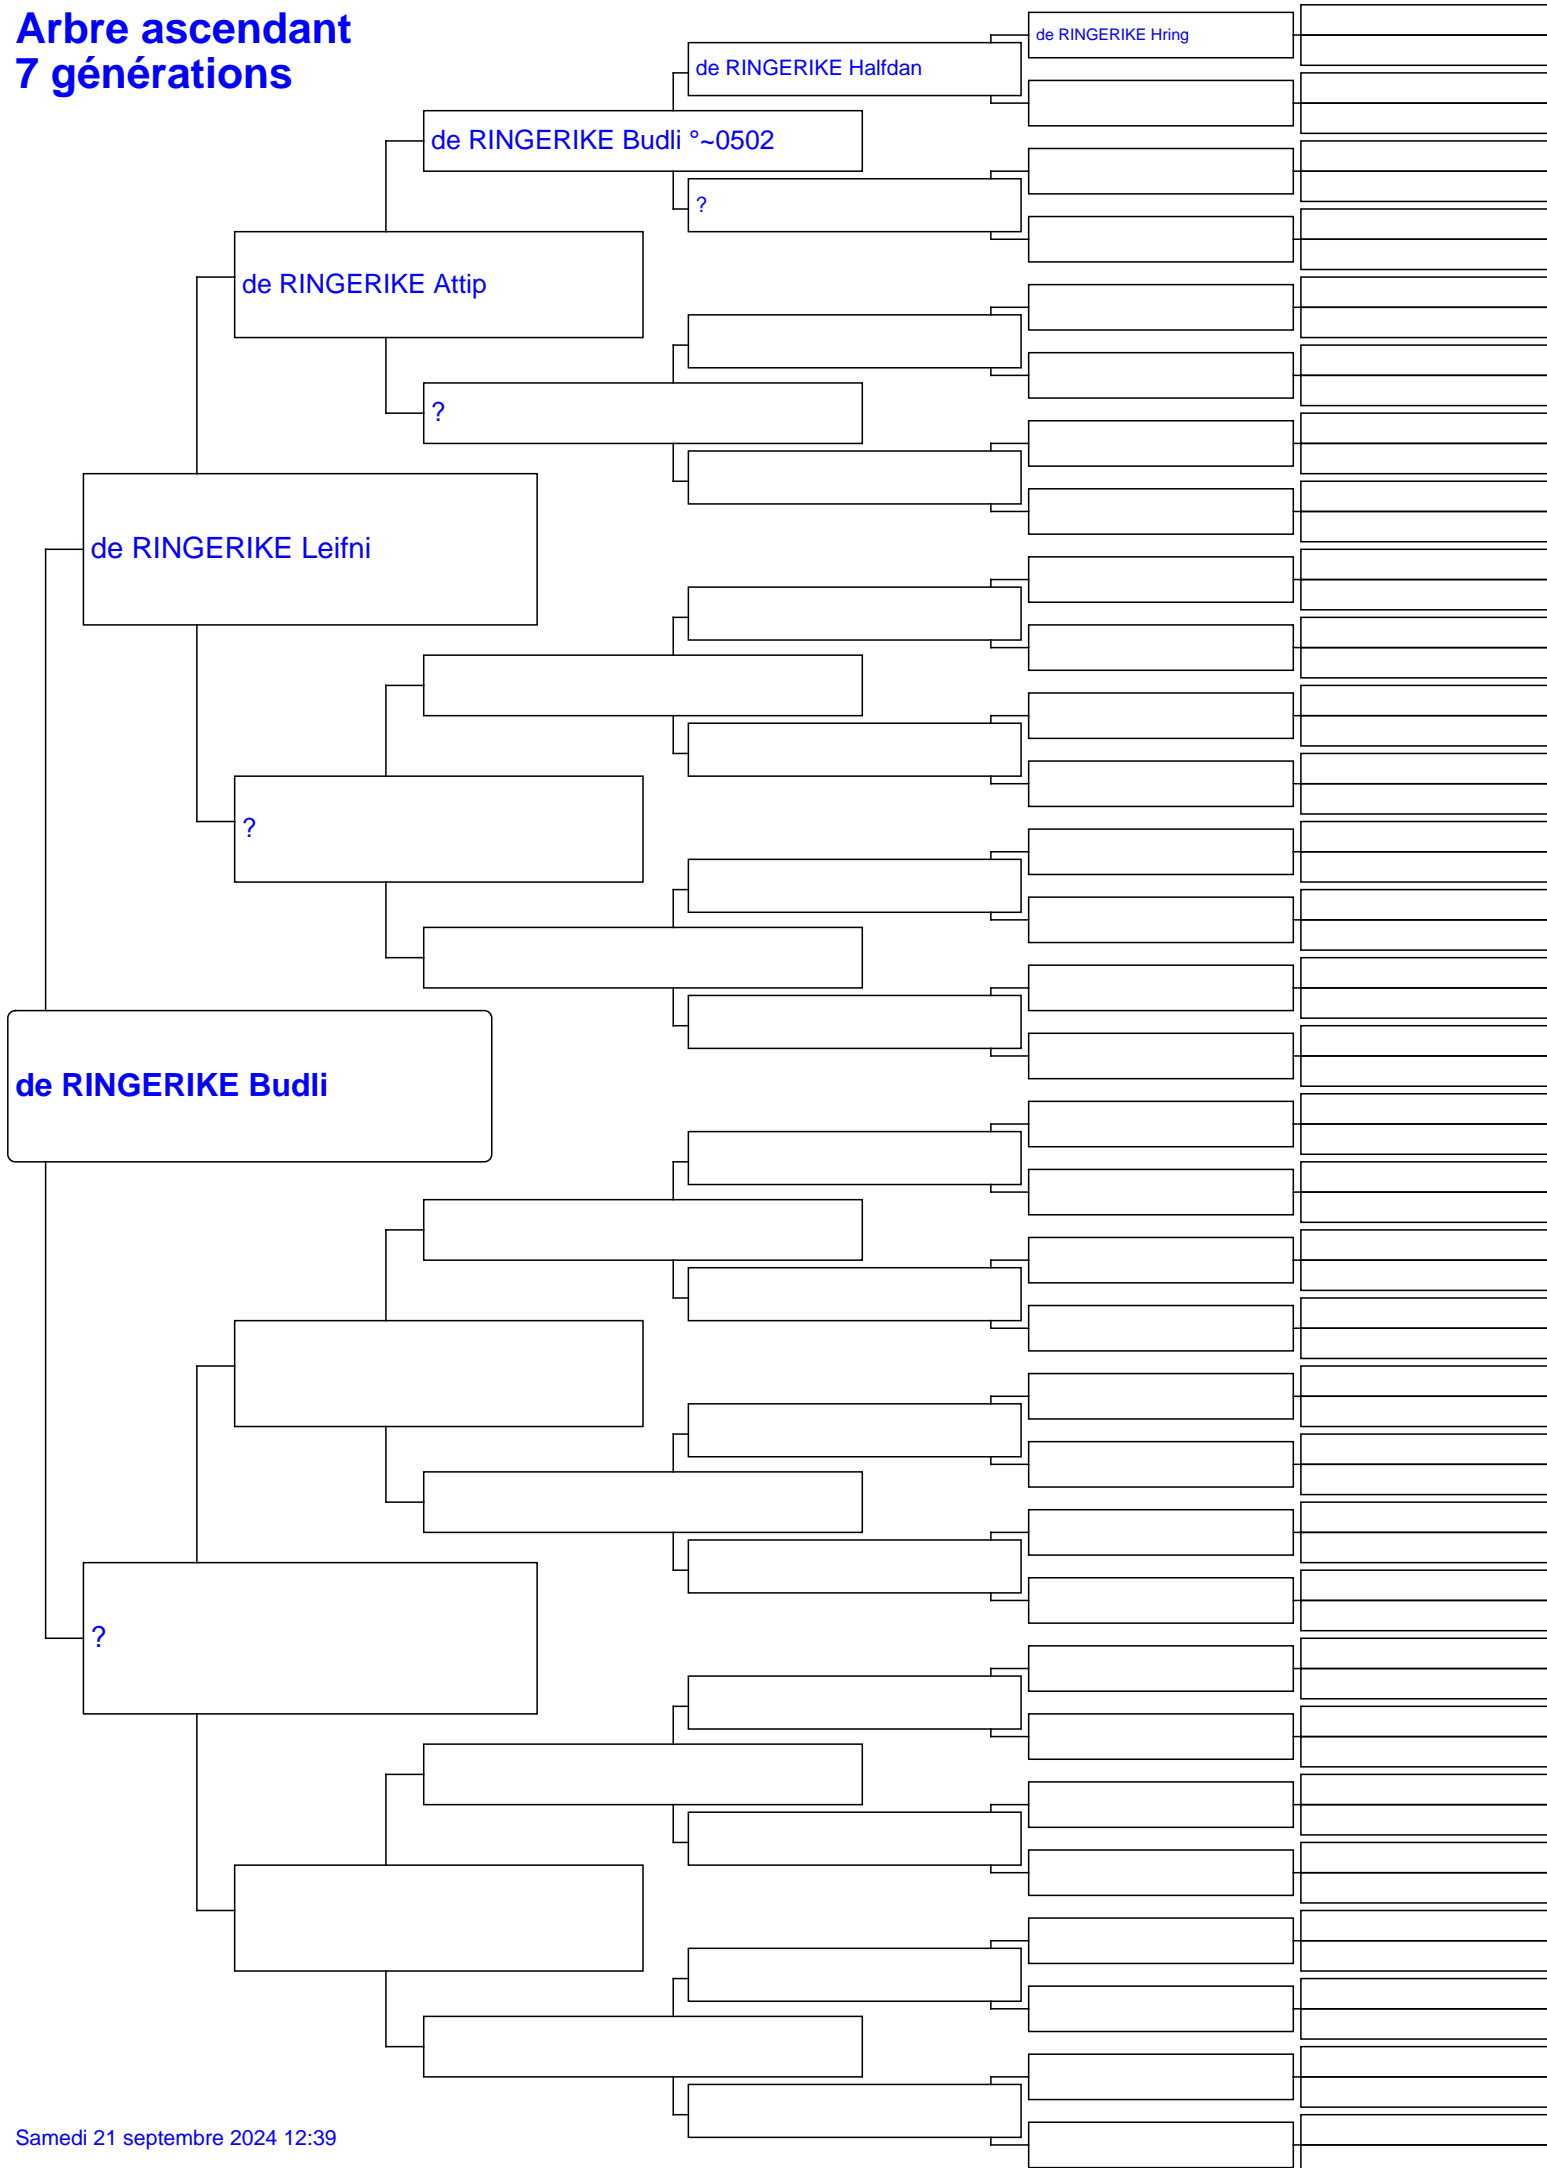 Arbre ascendant
7 générations
de RINGERIKE Hring
de RINGERIKE Halfdan
de RINGERIKE Budli °~0502
?
de RINGERIKE Attip
?
de RINGERIKE Leifni
?
de RINGERIKE Budli
?
Samedi 21 septembre 2024 12:39